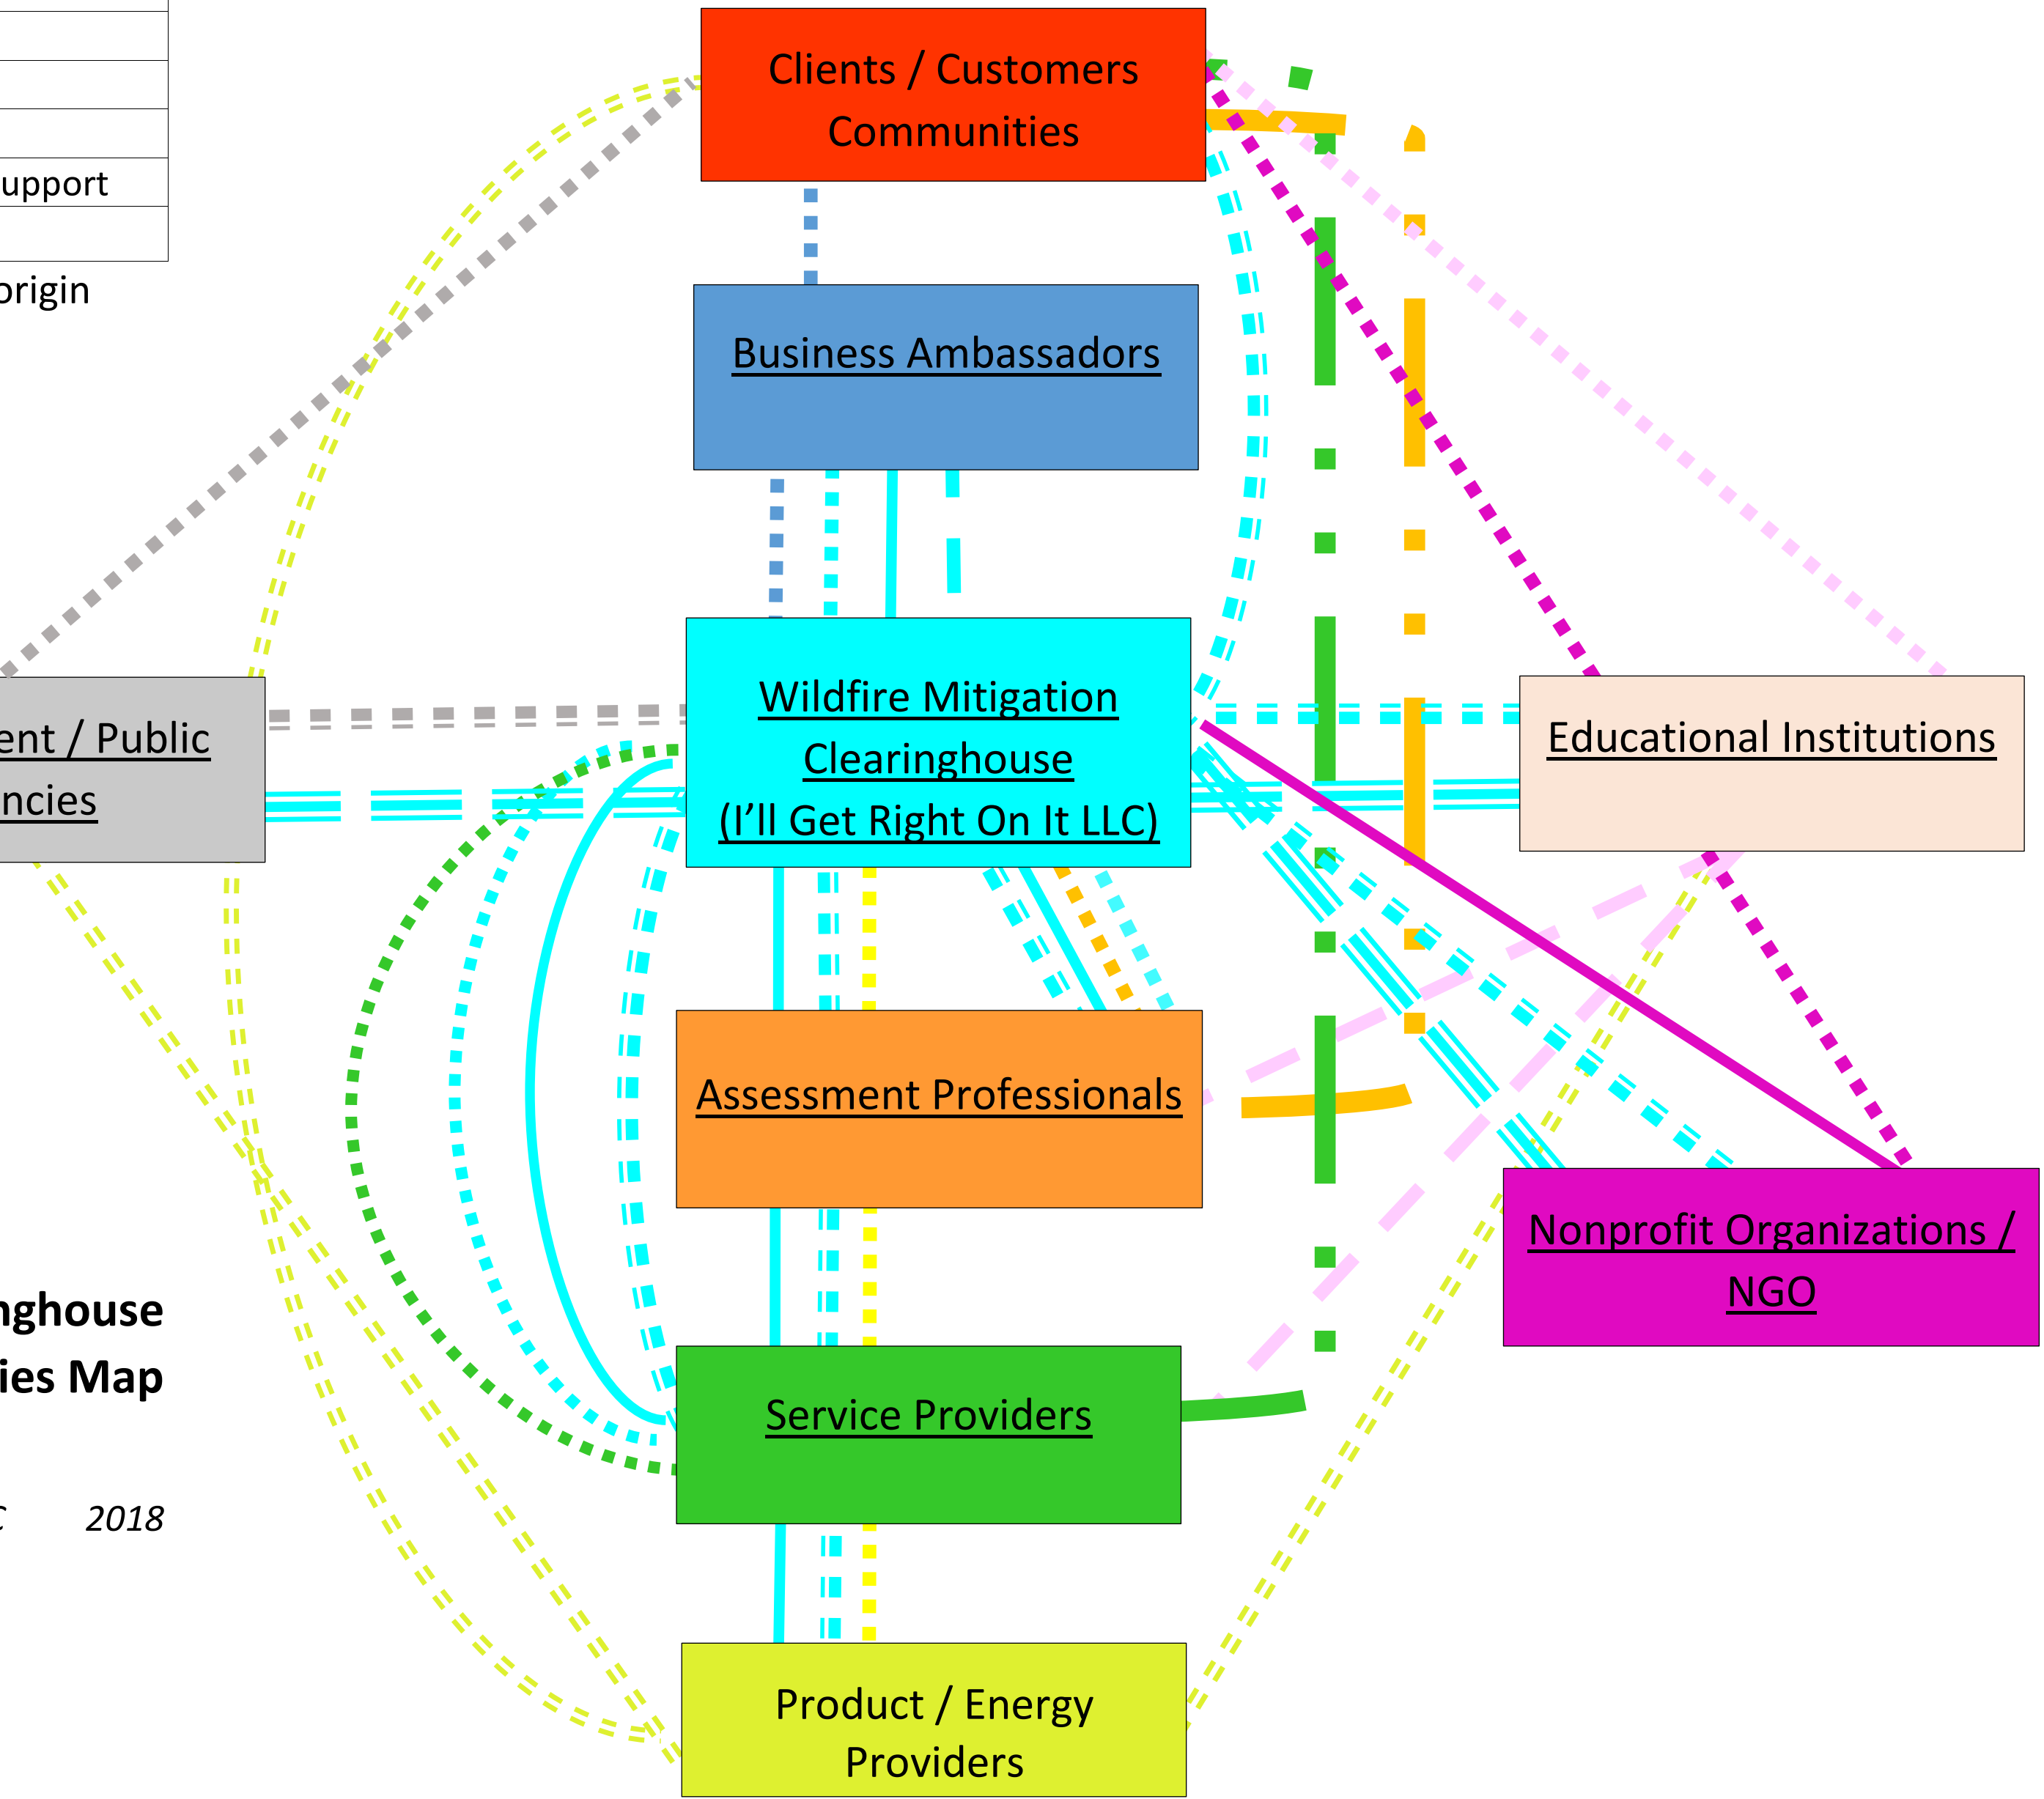 Clients / Customers
Communities
upport
origin
Business Ambassadors
Wildfire Mitigation
Clearinghouse
(I'll Get Right On It LLC)
ent / Public
ncies
Educational Institutions
Assessment Professionals
Nonprofit Organizations /
NGO
nghouse
ies Map
Service Providers
C 2018
Product / Energy
Providers